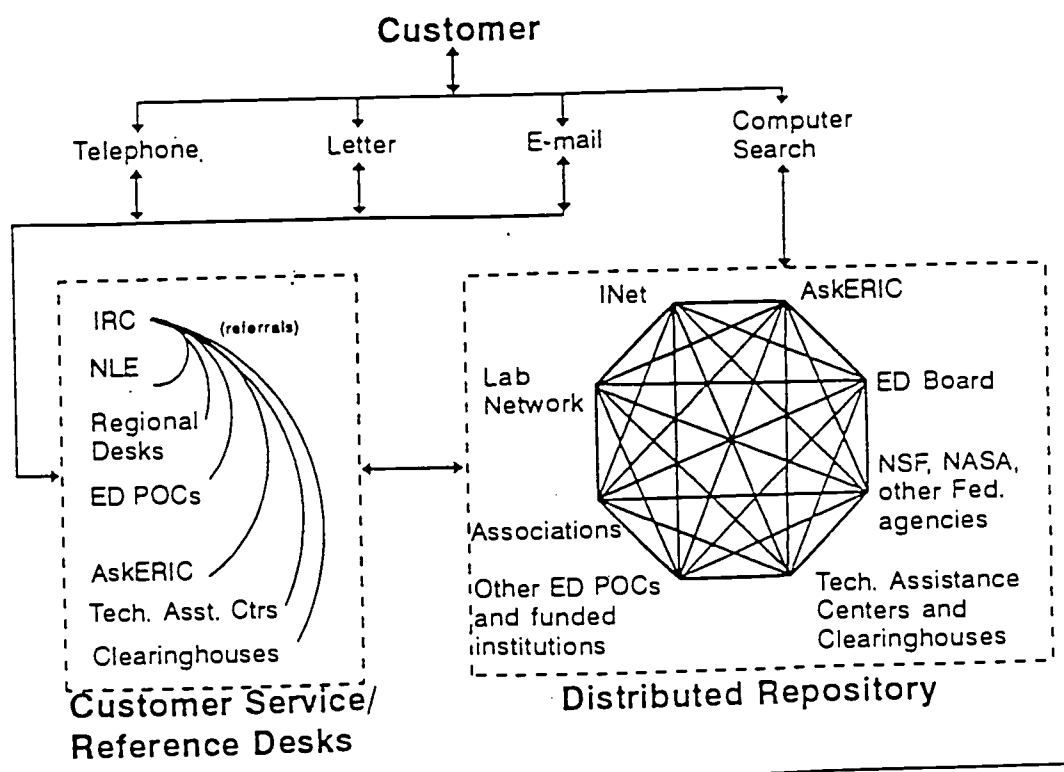 Customer
Telephone
Letter
E-mail
Computer
Search
IRC
(referrals)
NLE
Regional
Desks
ED POCs
AskERIC
Tech. Asst. Ctrs
Clearinghouses
Customer Service/
Reference Desks
INet
AskERIC
Lab
Network
ED Board
NSF, NASA,
other Fed.
agencies
Associations
Other ED POCs
and funded
institutions
Tech. Assistance
Centers and
Clearinghouses
Distributed Repository